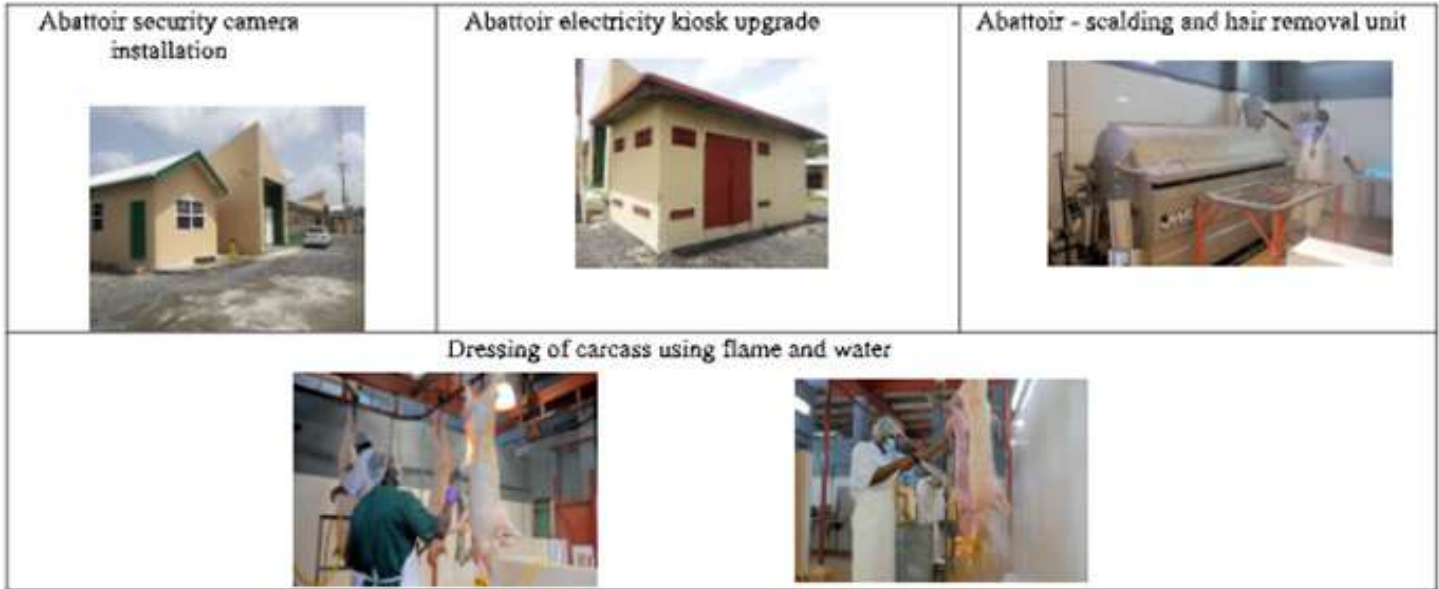 Abattoir security camera
installation
Abattoir electricity kiosk upgrade
Abattoir - scalding and hair removal unit
Dressing of carcass using flame and water